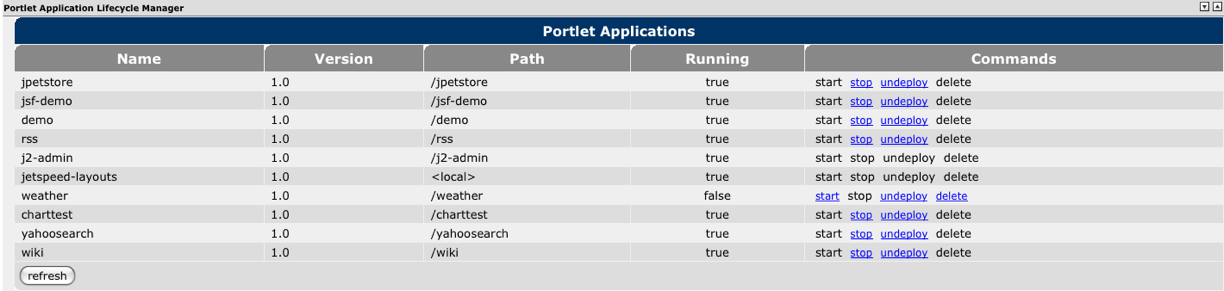 Portlet Application Lifecycle Manager
Portlet Applications
Name Version Path Running Commands
jpetstore 1.0 /jpetstore true start stop undeploy delete
jsf-demo 1.0 /jsf-demo true start stop undeploy delete
demo 1.0 /demo true start stop undeploy delete
rss 1.0 /rss true start stop undeploy delete
j2-admin 1.0 /j2-admin true start stop undeploy delete
jetspeed-layouts 1.0 <local> true start stop undeploy delete
weather 1.0 /weather false start stop undeploy delete
charttest 1.0 /charttest true start stop undeploy delete
yahoosearch 1.0 /yahoosearch true start stop undeploy delete
wiki 1.0 /wiki true start stop undeploy delete
refresh